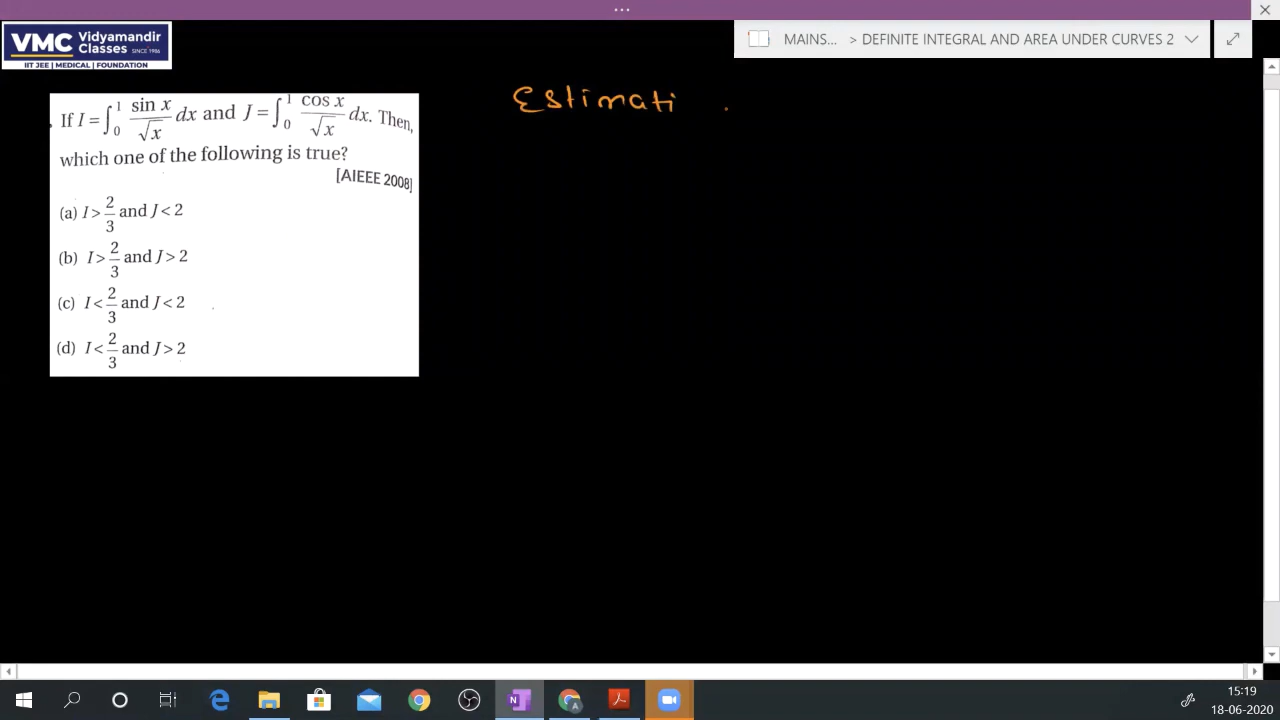 ...
VMC Vidyamandir Classes SINCE 1986
IIT JEE | MEDICAL | FOUNDATION
MAINS... > DEFINITE INTEGRAL AND AREA UNDER CURVES 2
Estimati
. If I = ∫₀¹ sin x/√x dx and J = ∫₀¹ cos x/√x dx. Then,
which one of the following is true?
[AIEEE 2008]
(a) I > 2/3 and J < 2
(b) I > 2/3 and J > 2
(c) I < 2/3 and J < 2
(d) I < 2/3 and J > 2
15:19
18-06-2020